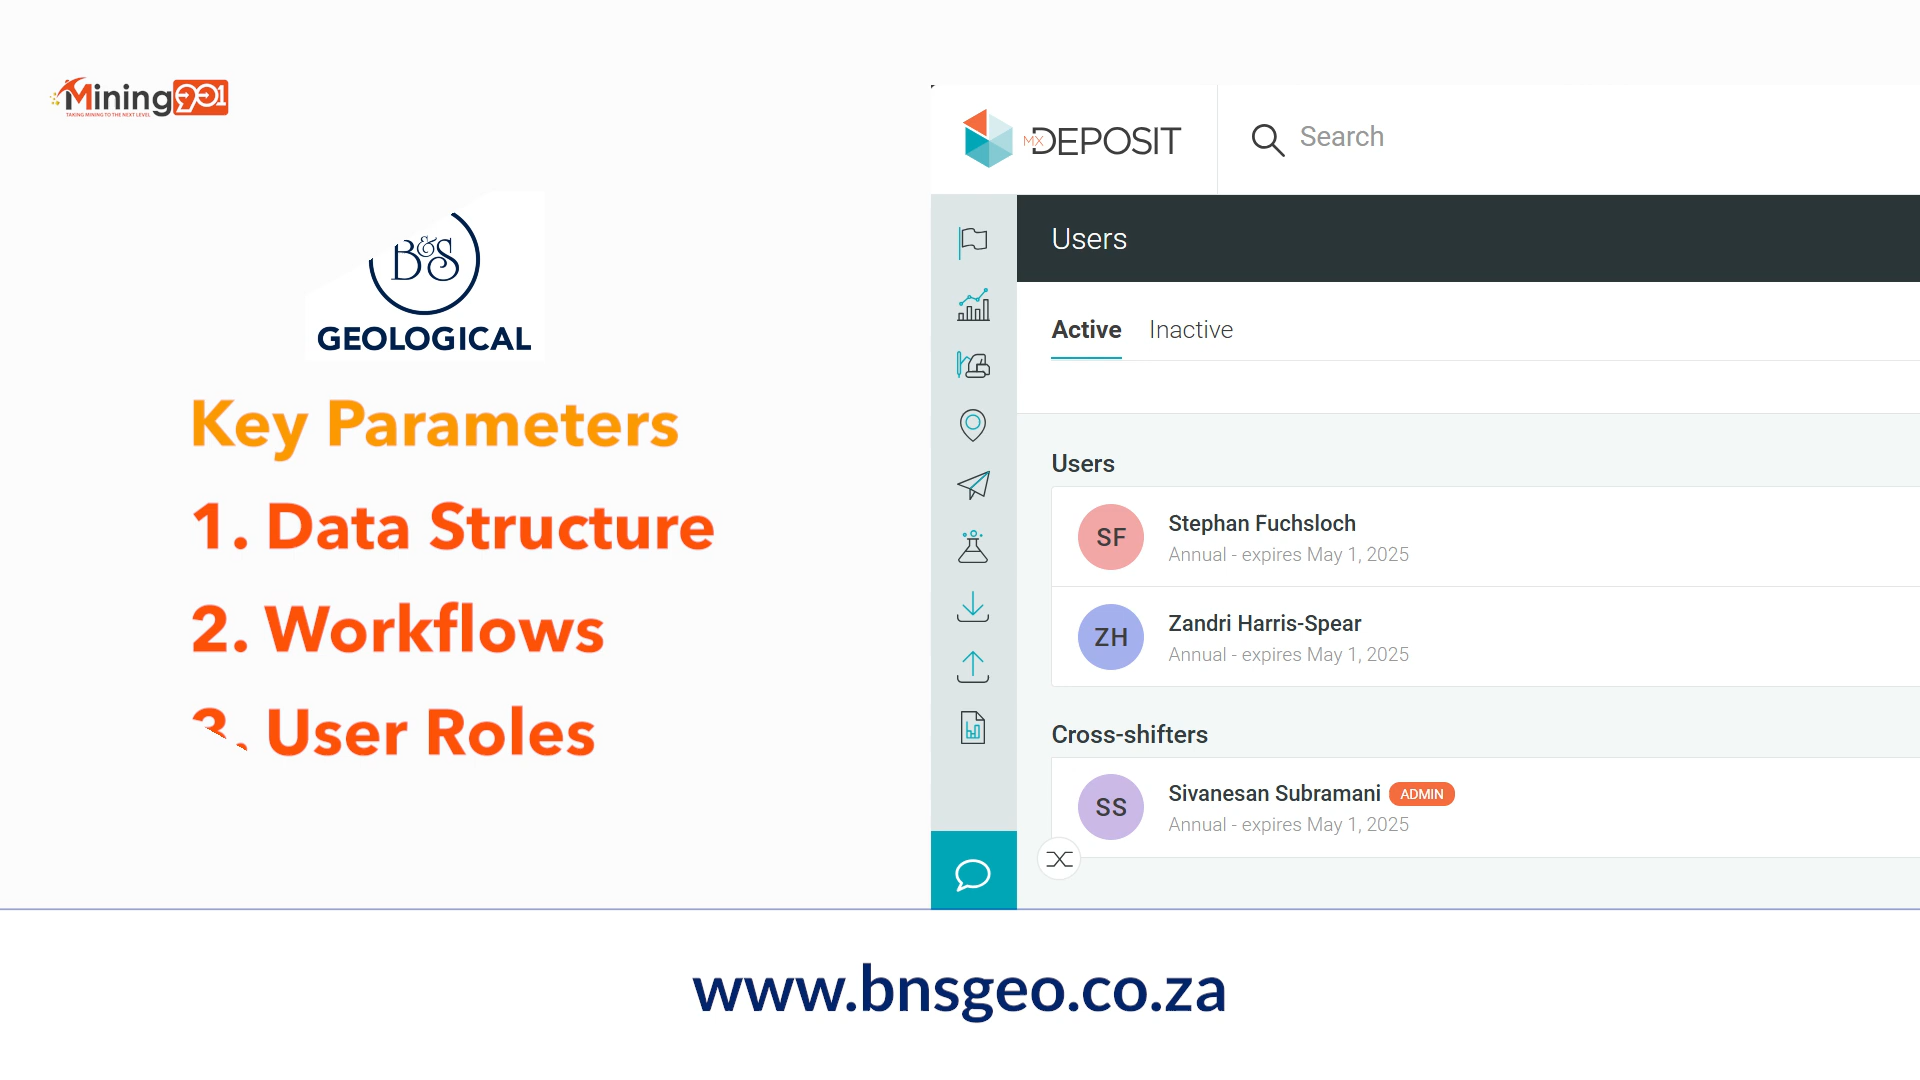 Mining901
TAKING MINING TO THE NEXT LEVEL
B&S
GEOLOGICAL
Key Parameters
1. Data Structure
2. Workflows
3. User Roles
MX DEPOSIT
Search
Users
Active Inactive
Users
SF
Stephan Fuchsloch
Annual - expires May 1, 2025
ZH
Zandri Harris-Spear
Annual - expires May 1, 2025
Cross-shifters
SS
Sivanesan Subramani ADMIN
Annual - expires May 1, 2025
www.bnsgeo.co.za